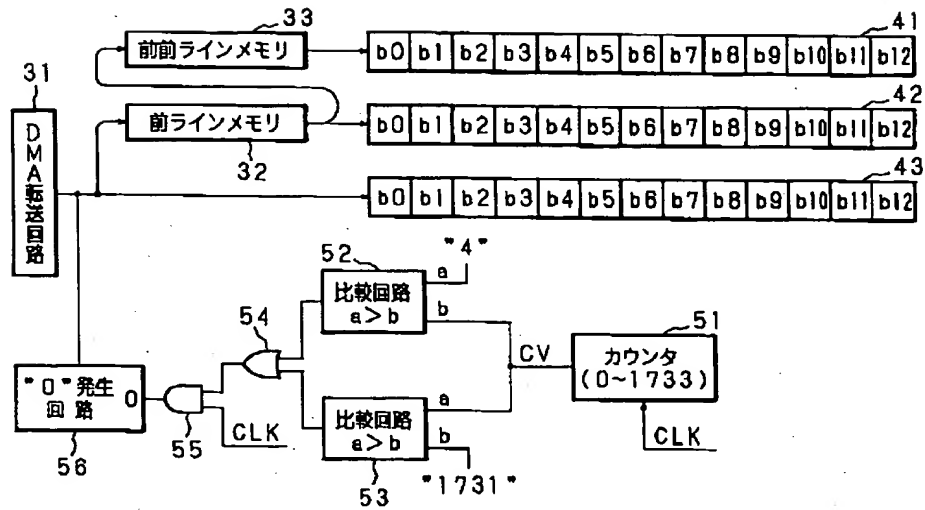 33
前前ラインメモリ
41
b0 b1 b2 b3 b4 b5 b6 b7 b8 b9 b10 b11 b12
31
DMA転送回路
前ラインメモリ
32
42
b0 b1 b2 b3 b4 b5 b6 b7 b8 b9 b10 b11 b12
43
b0 b1 b2 b3 b4 b5 b6 b7 b8 b9 b10 b11 b12
"4"
52
比較回路
a>b
a
b
54
51
カウンタ
(0~1733)
CV
CLK
"0"発生
回路
0
56
55
CLK
比較回路
a>b
a
b
53
"1731"